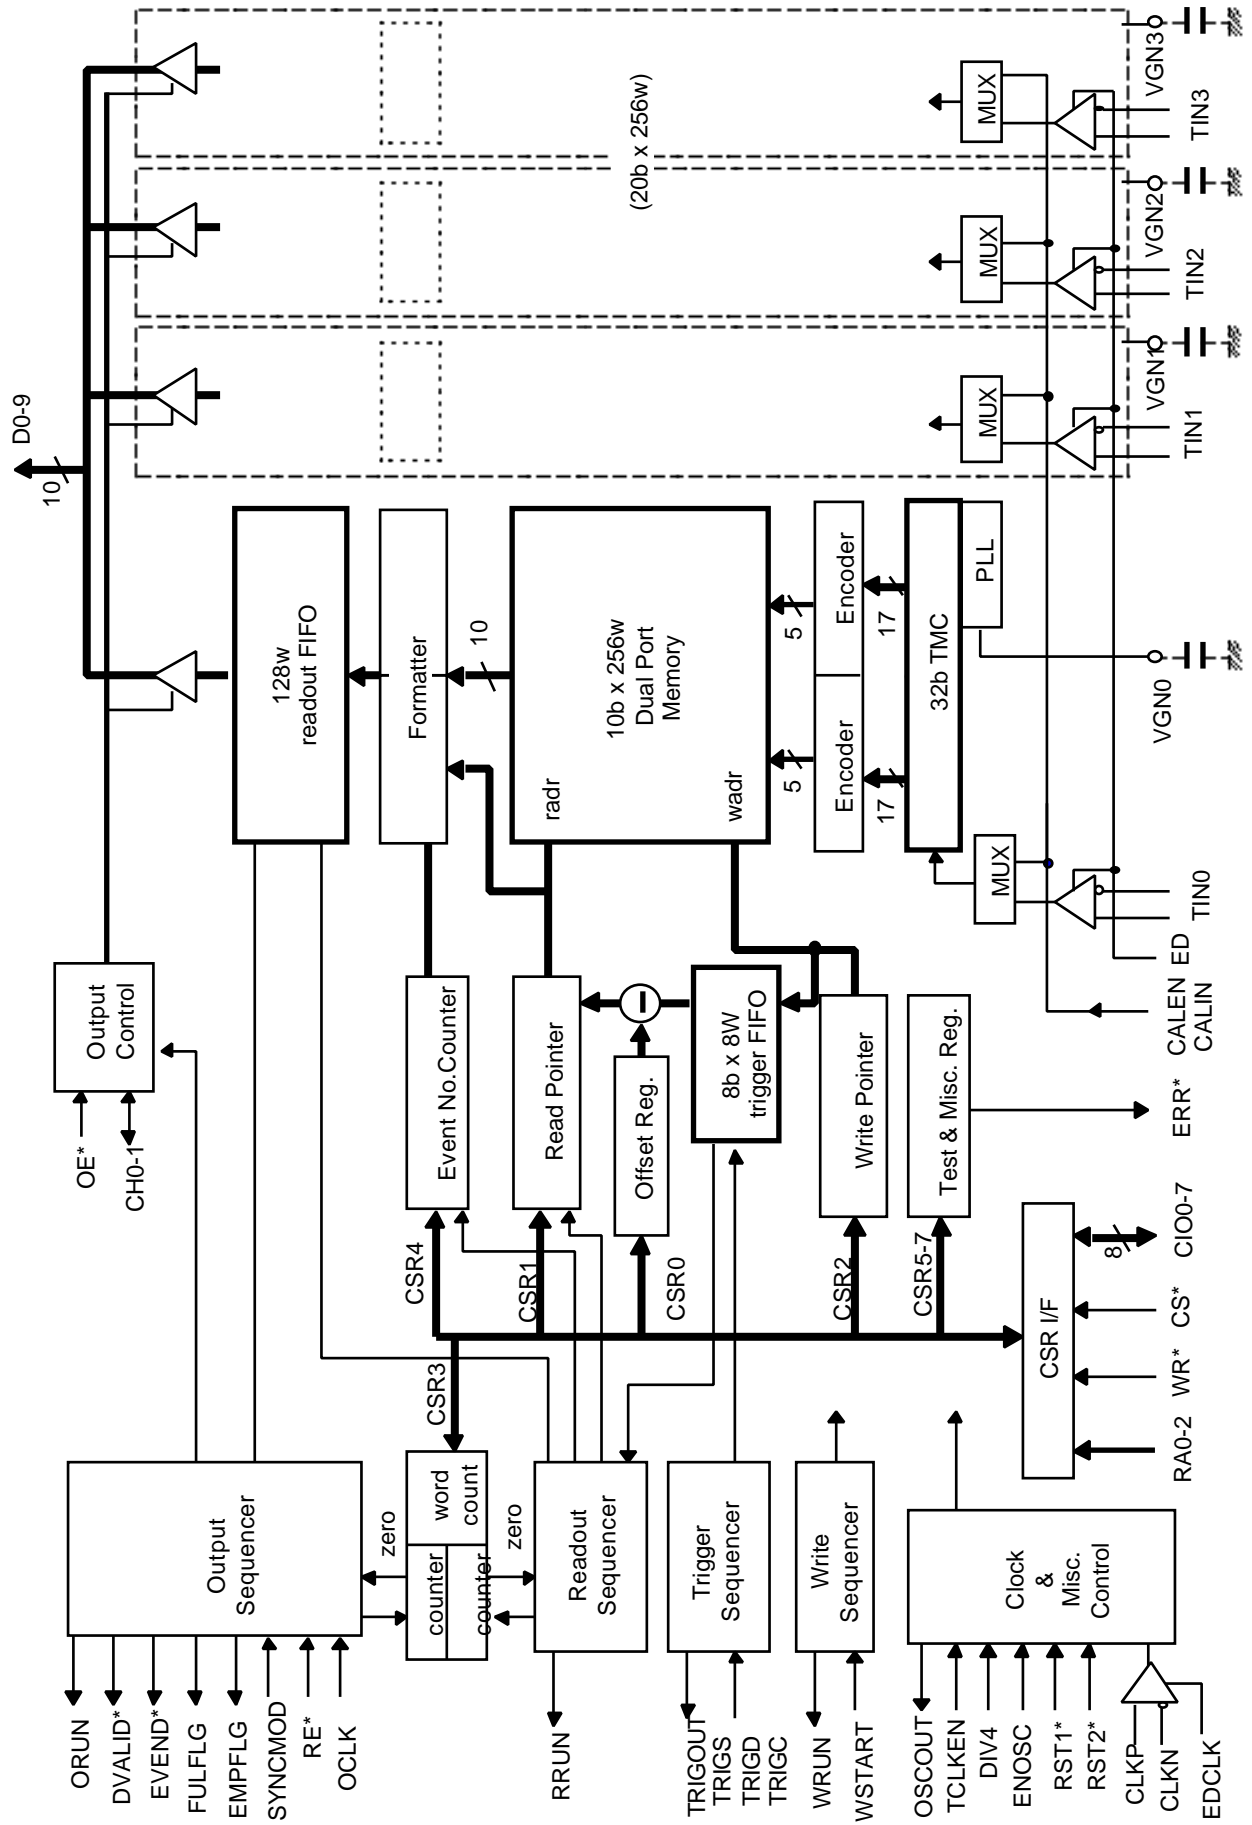 ORUN
DVALID*
EVEND*
FULFLG
EMPFLG
SYNCMOD
RE*
OCLK
RRUN
TRIGOUT
TRIGS
TRIGD
TRIGC
WRUN
WSTART
OSCOUT
TCLKEN
DIV4
ENOSC
RST1*
RST2*
CLKP
CLKN
EDCLK
Output
Sequencer
zero
counter
counter
word
count
zero
Readout
Sequencer
Trigger
Sequencer
Write
Sequencer
Clock
&
Misc.
Control
OE*
CH0-1
Output
Control
CSR3
CSR4
CSR1
CSR0
CSR2
CSR5-7
Event No.Counter
Read Pointer
Offset Reg.
8b x 8W
trigger FIFO
Write Pointer
Test & Misc. Reg.
CSR I/F
RA0-2
WR*
CS*
8
CIO0-7
ERR*
CALEN
CALIN
ED
D0-9
10
128w
readout FIFO
Formatter
10
10b x 256w
Dual Port
Memory
radr
wadr
5
5
Encoder
Encoder
17
17
32b TMC
PLL
MUX
TIN0
VGN0
MUX
TIN1
VGN1
MUX
TIN2
VGN2
(20b x 256w)
MUX
TIN3
VGN3